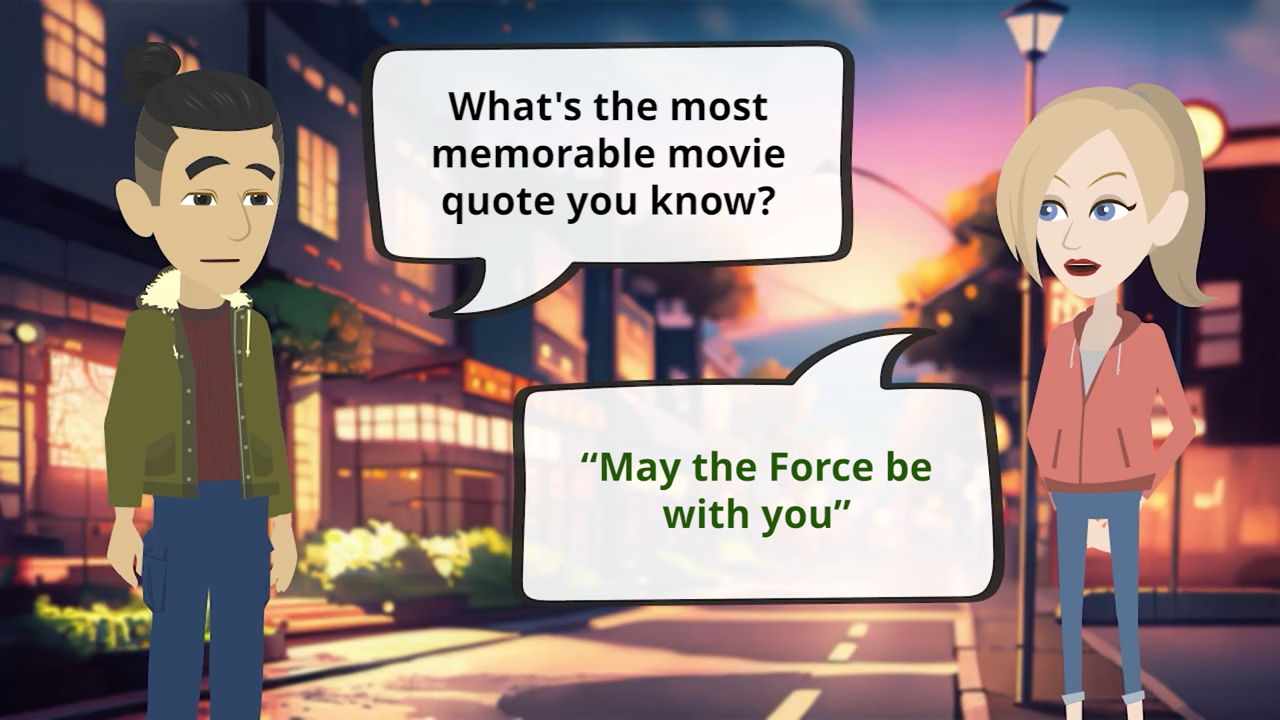 What's the most
memorable movie
quote you know?
“May the Force be
with you”